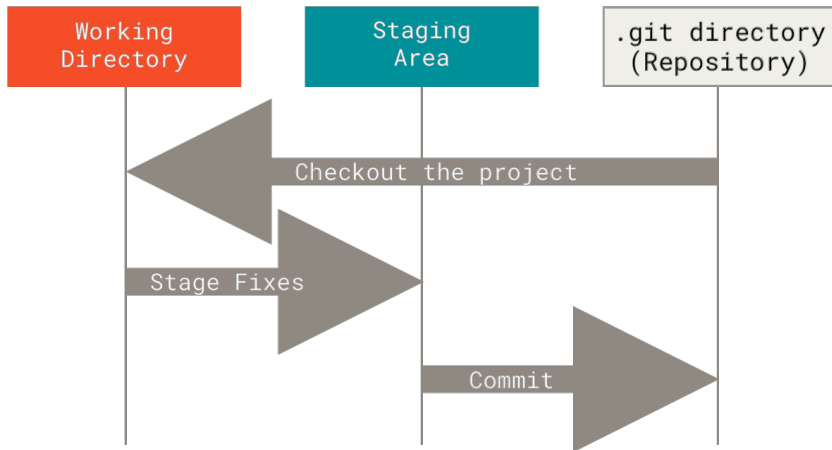 Working
Directory
Staging
Area
.git directory
(Repository)
Checkout the project
Stage Fixes
Commit